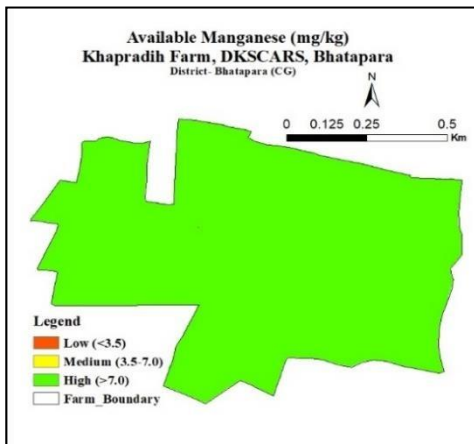 Available Manganese (mg/kg)
Khapradih Farm, DKSCARS, Bhatapara
District- Bhatapara (CG)
N
0 0.125 0.25 0.5
Km
Legend
Low (<3.5)
Medium (3.5-7.0)
High (>7.0)
Farm_Boundary